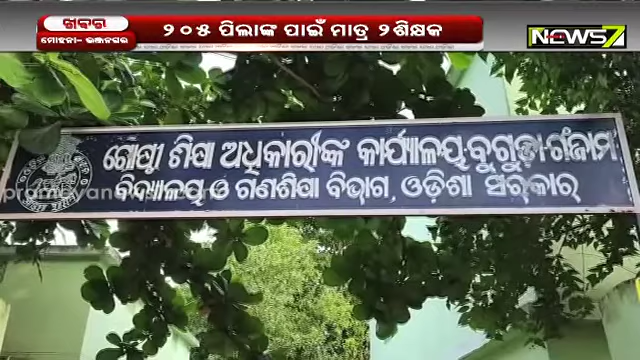 ଖବର
ମୋହନା-ଭଞ୍ଜନଗର
୨୦୫ ପିଲାଙ୍କ ପାଇଁ ମାତ୍ର ୨ଶିକ୍ଷକ
NEWS7
ଗୋଷ୍ଠୀ ଶିକ୍ଷା ଅଧିକାରୀଙ୍କ କାର୍ଯ୍ୟାଳୟ, ବୁଗୁଡ଼ା-ଗଞ୍ଜାମ
ବିଦ୍ୟାଳୟ ଓ ଗଣଶିକ୍ଷା ବିଭାଗ, ଓଡ଼ିଶା ସରକାର